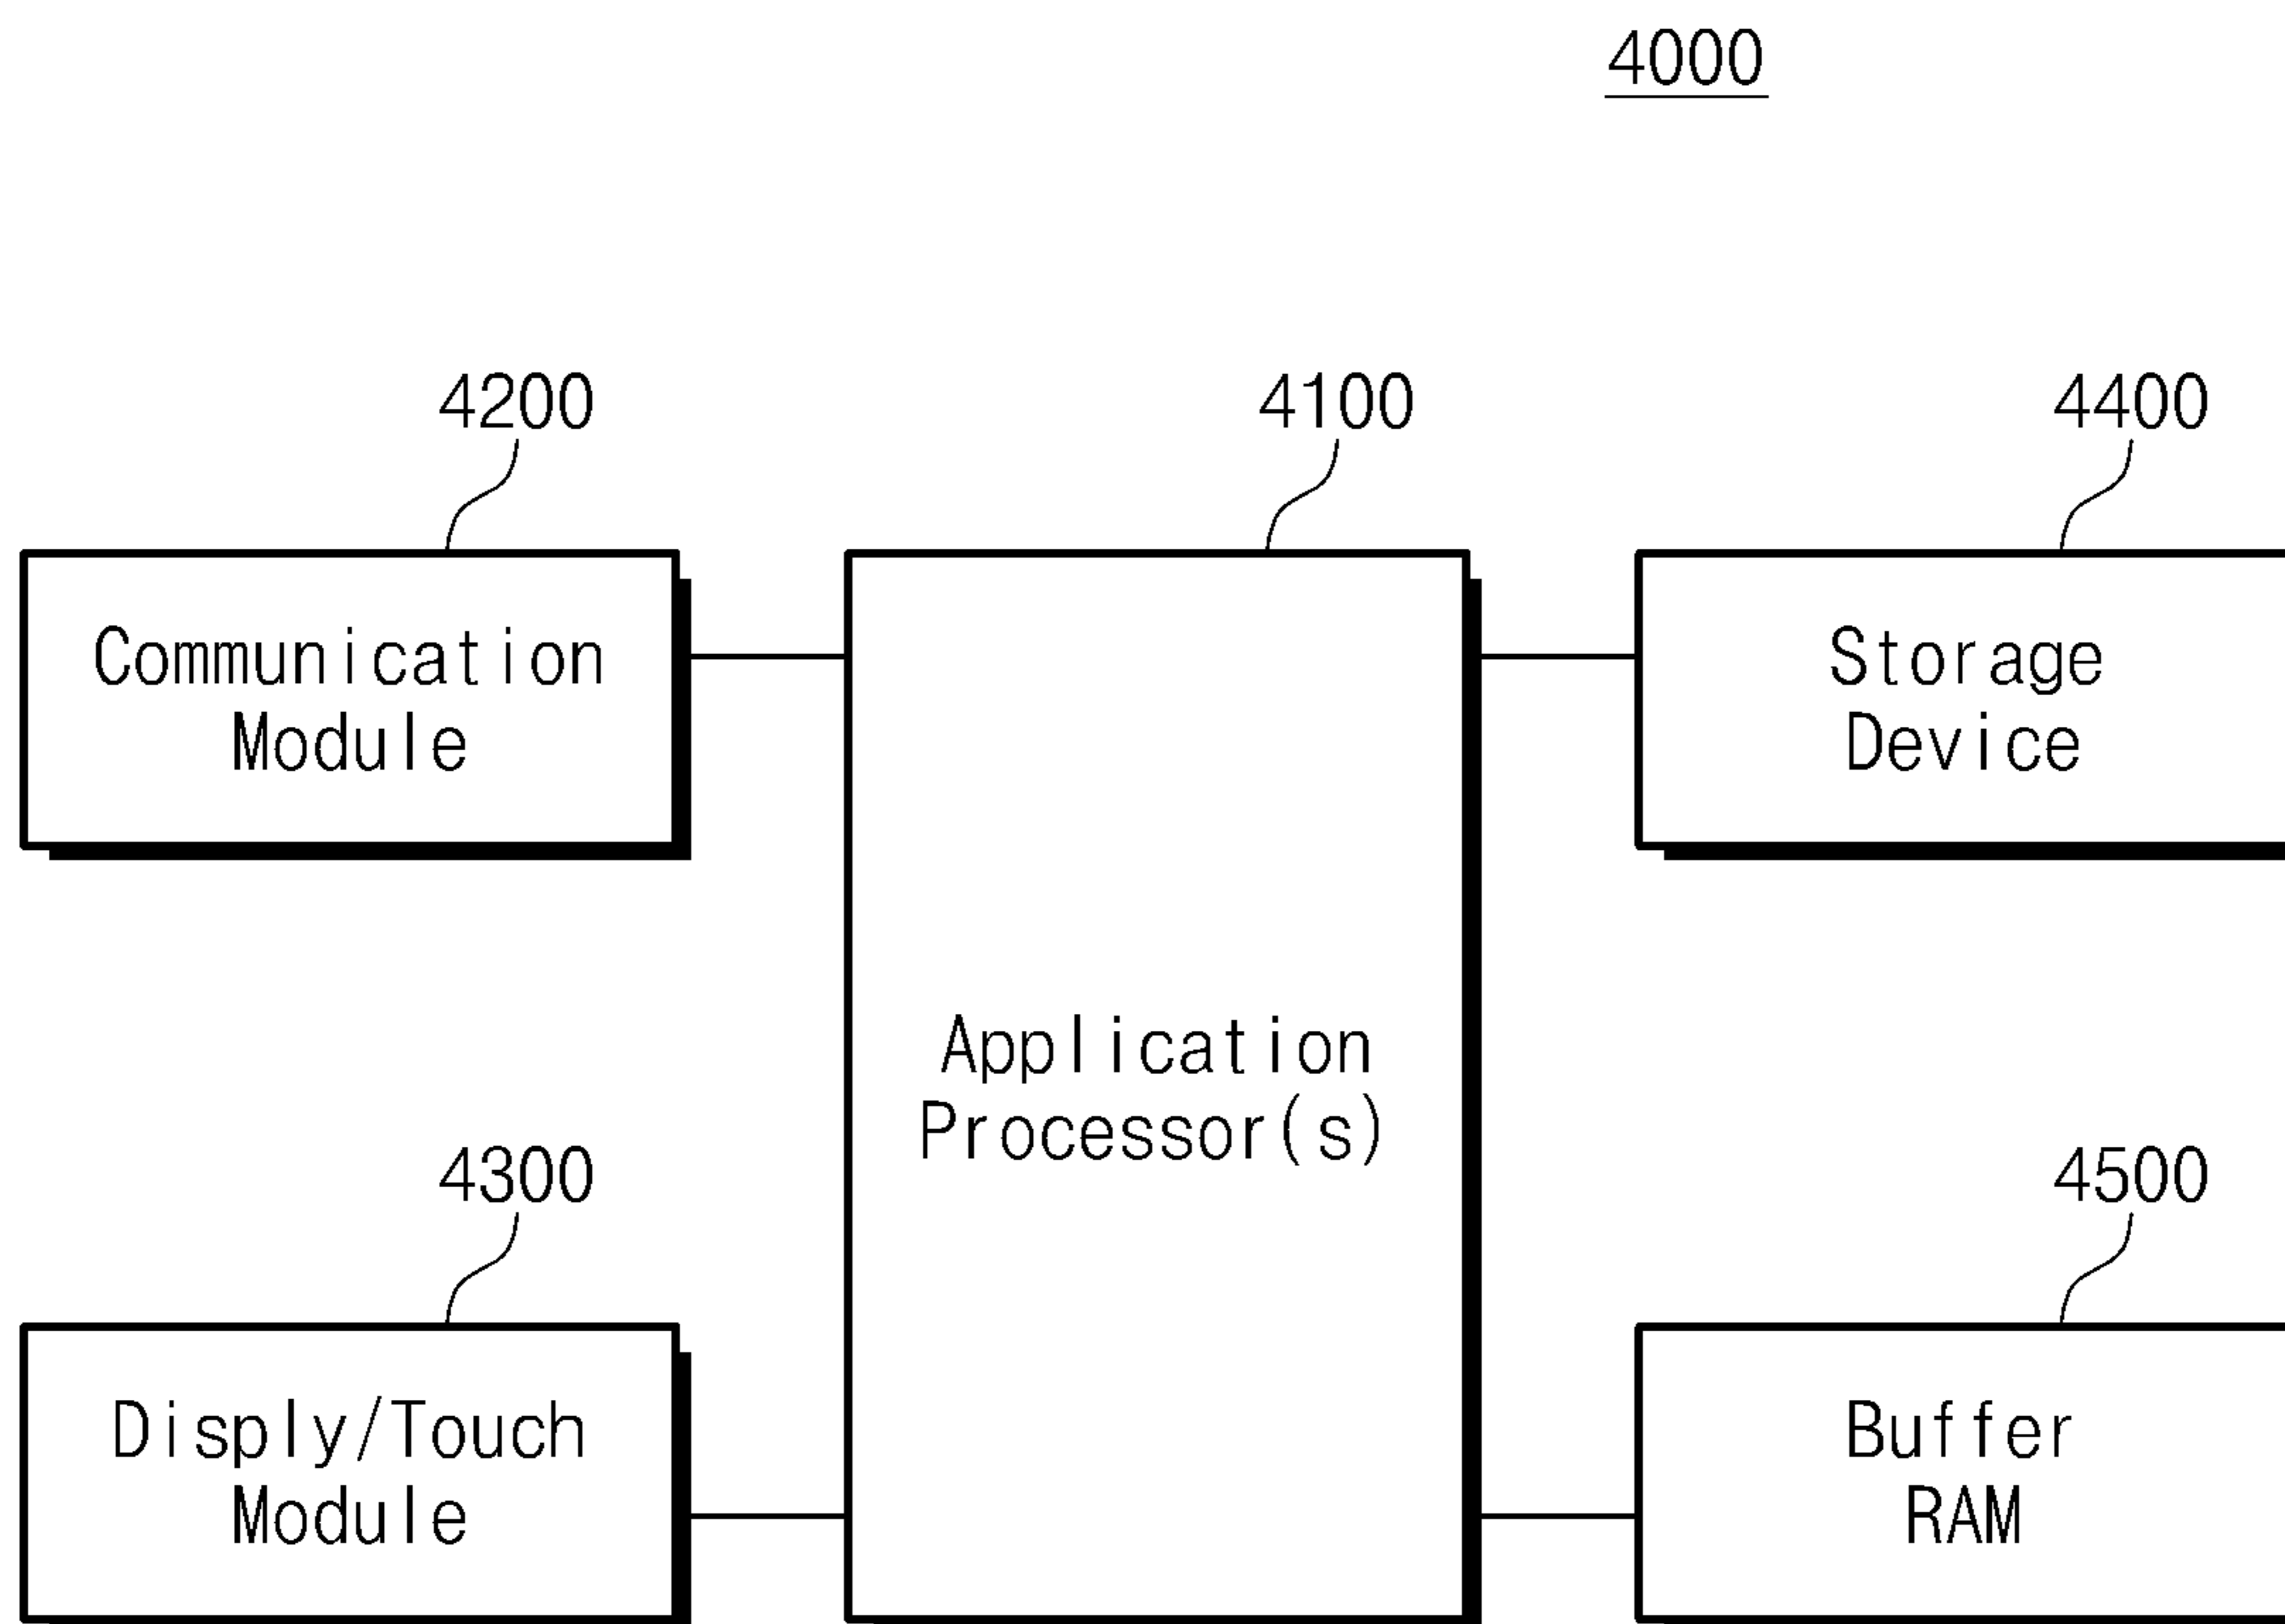 4000
4200
4100
4400
Communication
Module
Storage
Device
Application
Processor(s)
4300
4500
Disply/Touch
Module
Buffer
RAM